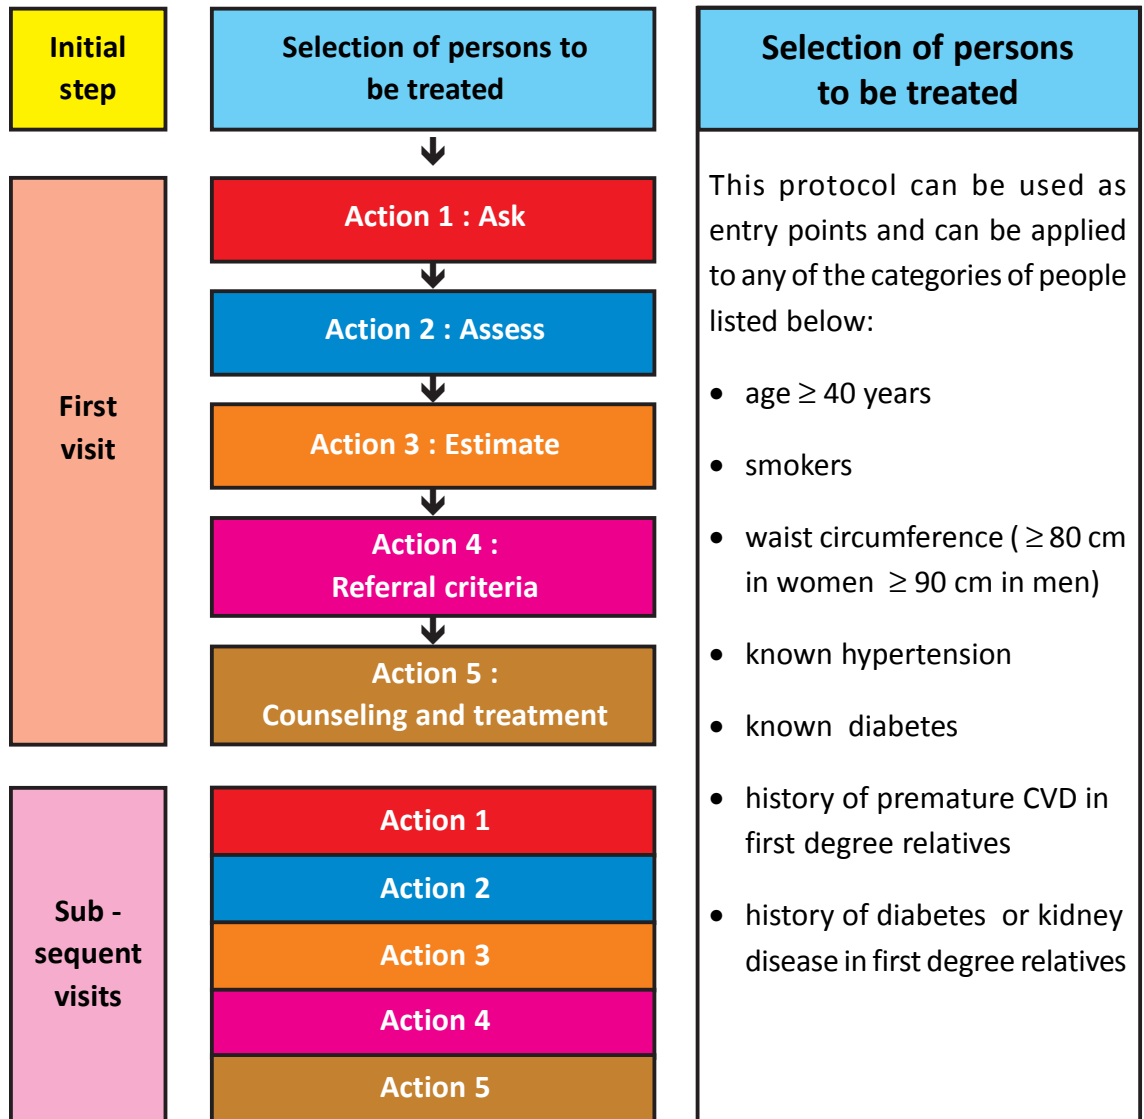 Initial
step
Selection of persons to
be treated
First
visit
Action 1 : Ask
Action 2 : Assess
Action 3 : Estimate
Action 4 :
Referral criteria
Action 5 :
Counseling and treatment
Sub -
sequent
visits
Action 1
Action 2
Action 3
Action 4
Action 5
Selection of persons
to be treated
This protocol can be used as
entry points and can be applied
to any of the categories of people
listed below:
• age ≥ 40 years
• smokers
• waist circumference ( ≥ 80 cm
in women ≥ 90 cm in men)
• known hypertension
• known diabetes
• history of premature CVD in
first degree relatives
• history of diabetes or kidney
disease in first degree relatives